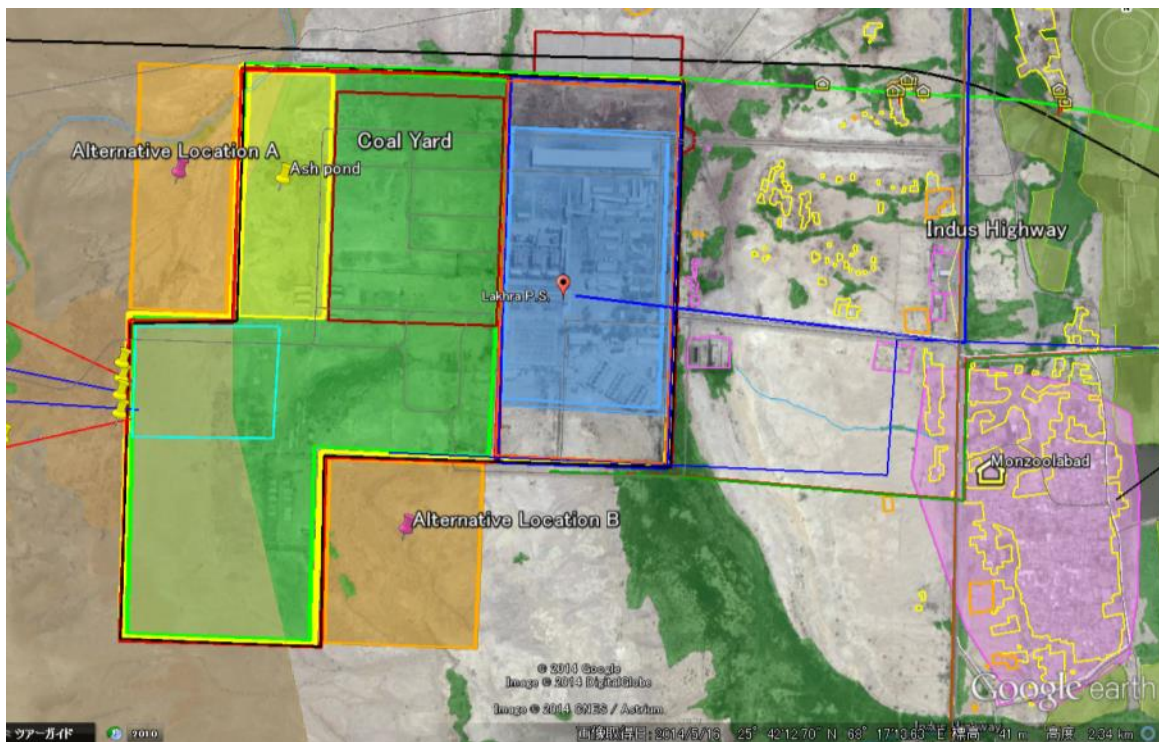 Coal Yard
Alternative Location A
Ash pond
Indus Highway
Lakhra P.S.
Monzoolabad
Alternative Location B
© 2014 Google
Image © 2014 DigitalGlobe
Image © 2014 CNES / Astrium
Google earth
ツアーガイド
2010
画像取得日: 2014/5/16 25° 42'12.70" N 68° 17'13.63" E 標高 41 m 高度 2.34 km
Indus Highway